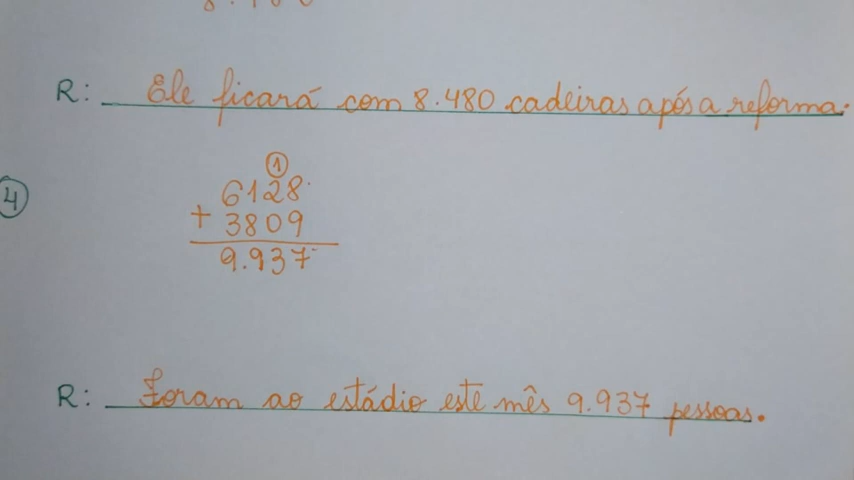 R: Ele ficará com 8.480 cadeiras após a reforma.
4
1
6128
+ 3809
9.937
R: Foram ao estádio este mês 9.937 pessoas.